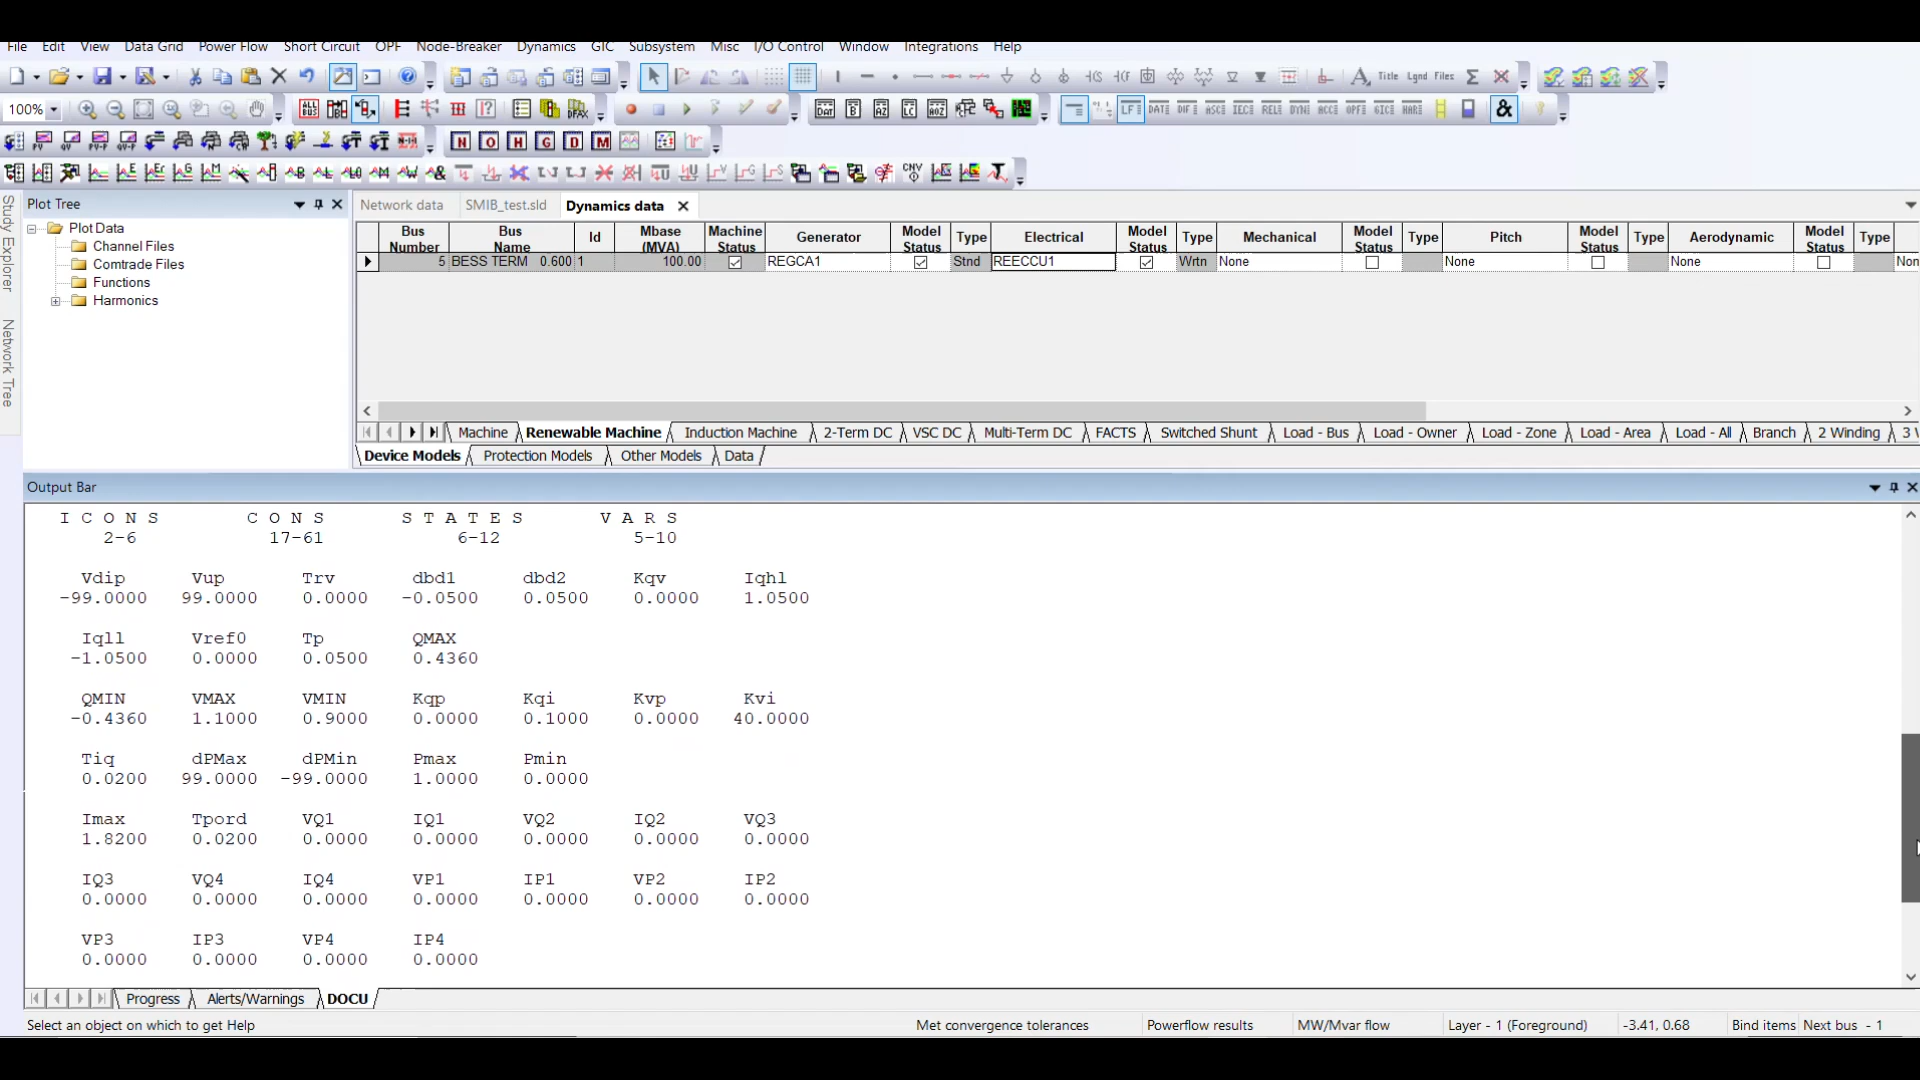 File Edit View Data Grid Power Flow Short Circuit OPF Node-Breaker Dynamics GIC Subsystem Misc I/O Control Window Integrations Help
Title Lgnd Files
100%
Plot Tree
Network data SMIB_test.sld Dynamics data
Study Explorer
Network Tree
Plot Data
Channel Files
Comtrade Files
Functions
Harmonics
Bus Number Bus Name Id Mbase (MVA) Machine Status Generator Model Status Type Electrical Model Status Type Mechanical Model Status Type Pitch Model Status Type Aerodynamic Model Status Type
5 BESS TERM 0.600 1 100.00 REGCA1 Stnd REECCU1 Wrtn None None None Non
Machine Renewable Machine Induction Machine 2-Term DC VSC DC Multi-Term DC FACTS Switched Shunt Load - Bus Load - Owner Load - Zone Load - Area Load - All Branch 2 Winding 3 W
Device Models Protection Models Other Models Data
Output Bar
I C O N S C O N S S T A T E S V A R S
2-6 17-61 6-12 5-10
Vdip Vup Trv dbd1 dbd2 Kqv Iqhl
-99.0000 99.0000 0.0000 -0.0500 0.0500 0.0000 1.0500
Iqll Vref0 Tp QMAX
-1.0500 0.0000 0.0500 0.4360
QMIN VMAX VMIN Kqp Kqi Kvp Kvi
-0.4360 1.1000 0.9000 0.0000 0.1000 0.0000 40.0000
Tiq dPMax dPMin Pmax Pmin
0.0200 99.0000 -99.0000 1.0000 0.0000
Imax Tpord VQ1 IQ1 VQ2 IQ2 VQ3
1.8200 0.0200 0.0000 0.0000 0.0000 0.0000 0.0000
IQ3 VQ4 IQ4 VP1 IP1 VP2 IP2
0.0000 0.0000 0.0000 0.0000 0.0000 0.0000 0.0000
VP3 IP3 VP4 IP4
0.0000 0.0000 0.0000 0.0000
Progress Alerts/Warnings DOCU
Select an object on which to get Help Met convergence tolerances Powerflow results MW/Mvar flow Layer - 1 (Foreground) -3.41, 0.68 Bind items Next bus - 1